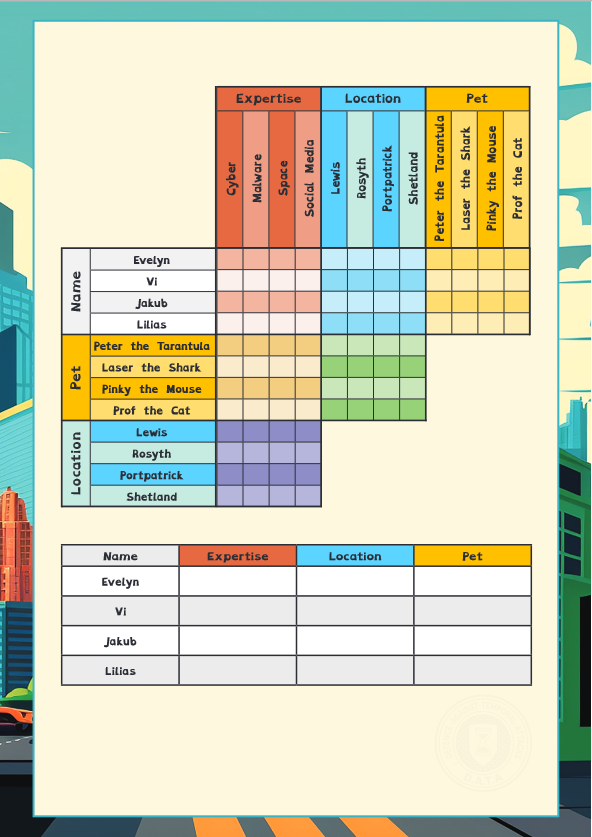 Expertise Location Pet
Cyber Malware Space Social Media Lewis Rosyth Portpatrick Shetland Peter the Tarantula Laser the Shark Pinky the Mouse Prof the Cat
Name
Evelyn
Vi
Jakub
Lilias
Pet
Peter the Tarantula
Laser the Shark
Pinky the Mouse
Prof the Cat
Location
Lewis
Rosyth
Portpatrick
Shetland
Name Expertise Location Pet
Evelyn
Vi
Jakub
Lilias